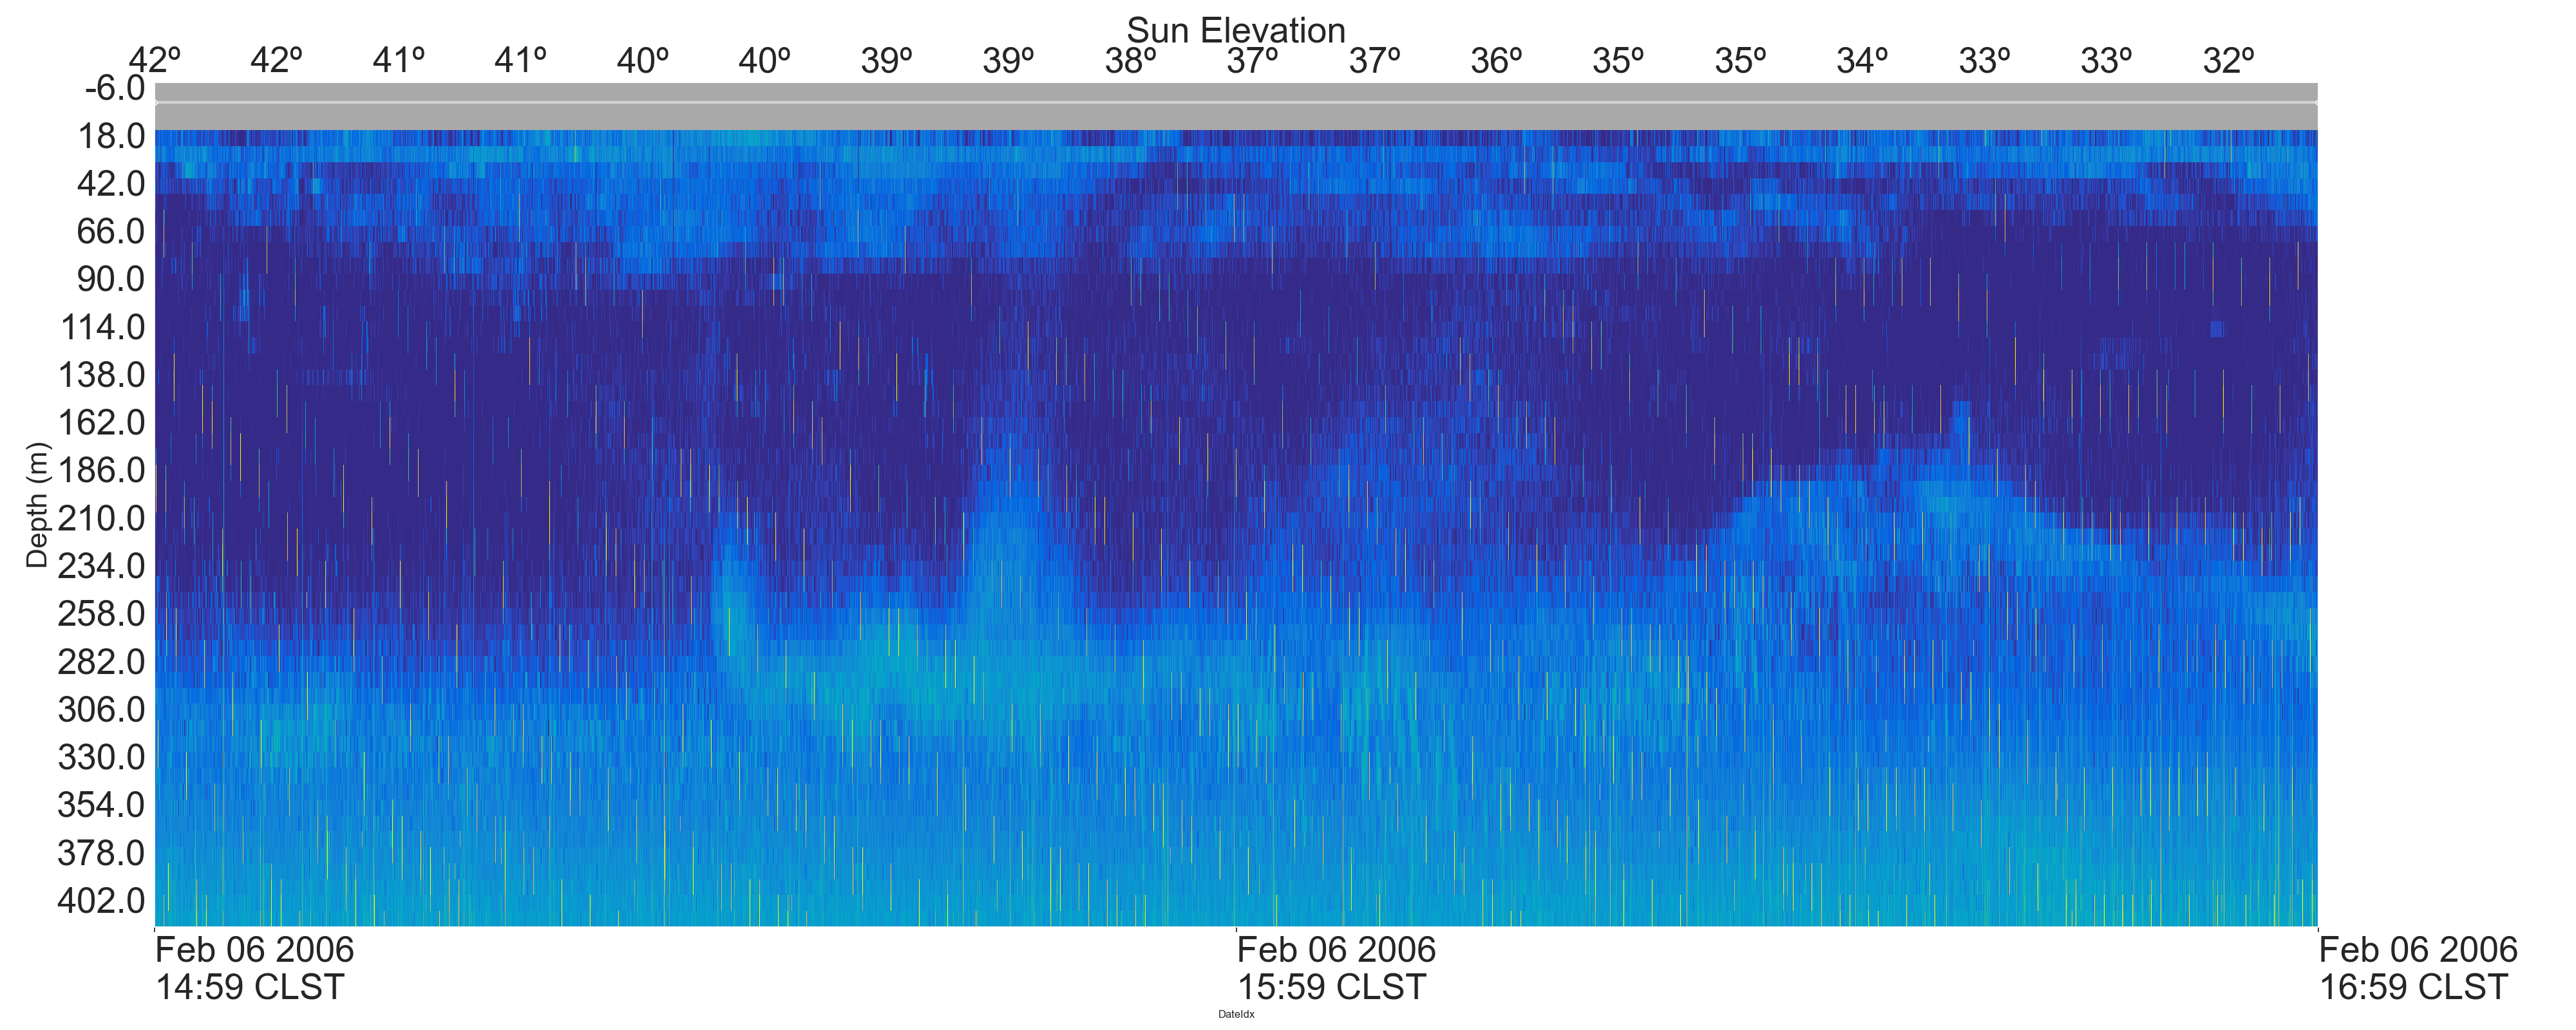 Sun Elevation
42º 42º 41º 41º 40º 40º 39º 39º 38º 37º 37º 36º 35º 35º 34º 33º 33º 32º
-6.0
18.0
42.0
66.0
90.0
114.0
138.0
162.0
186.0
210.0
234.0
258.0
282.0
306.0
330.0
354.0
378.0
402.0
Depth (m)
Feb 06 2006
14:59 CLST
Feb 06 2006
15:59 CLST
Feb 06 2006
16:59 CLST
DateIdx